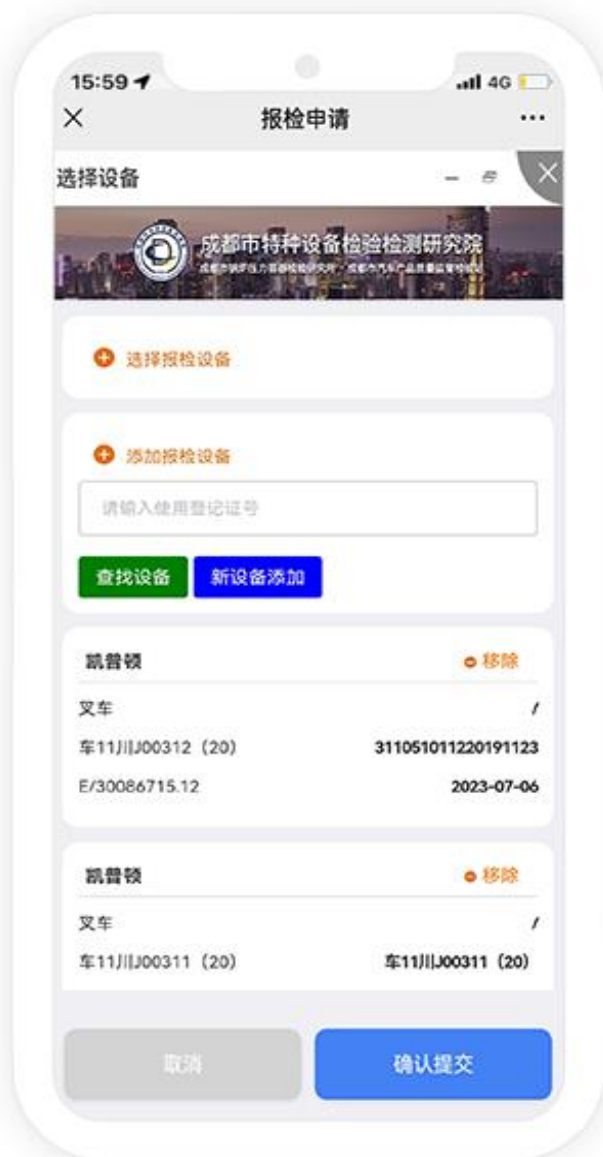 15:59
4G
报检申请
选择设备
成都市特种设备检验检测研究院
选择报检设备
添加报检设备
请输入使用登记证号
查找设备 新设备添加
凯普顿 移除
叉车 /
车11川J00312（20） 311051011220191123
E/30086715.12 2023-07-06
凯普顿 移除
叉车 /
车11川J00311（20） 车11川J00311（20）
取消 确认提交